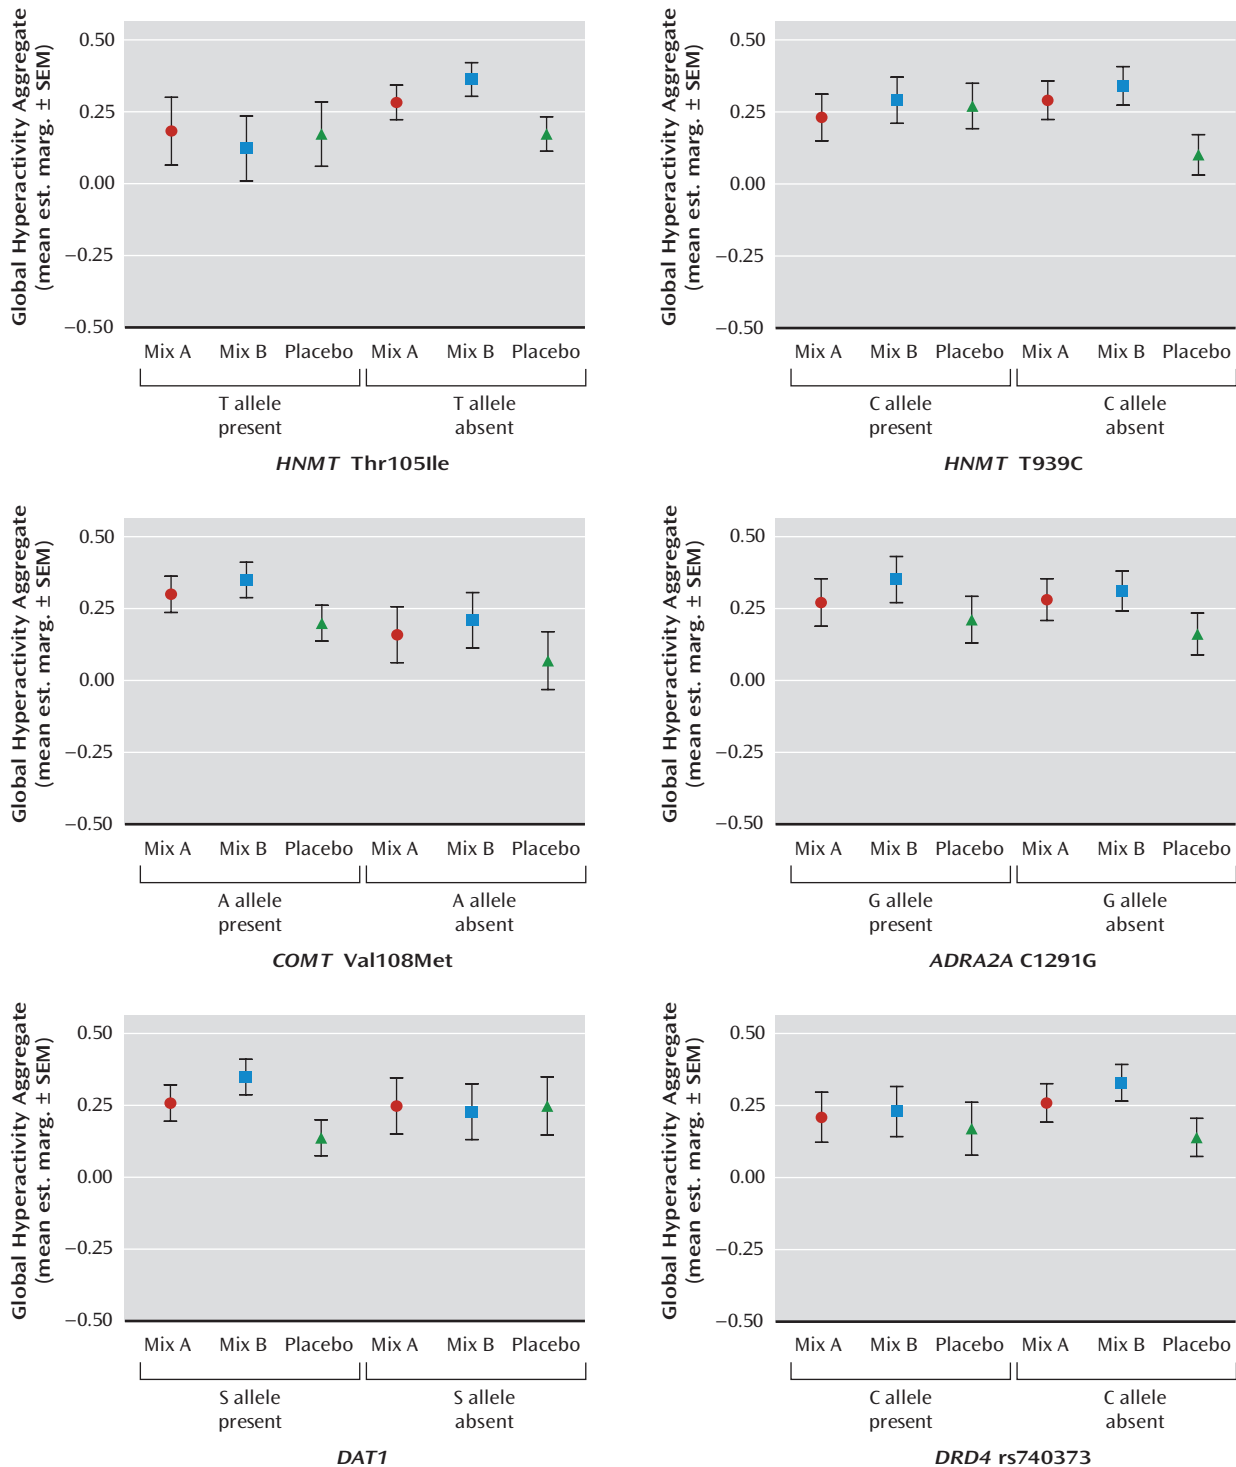 Global Hyperactivity Aggregate
(mean est. marg. ± SEM)
0.50
0.25
0.00
−0.25
−0.50
Mix A Mix B Placebo Mix A Mix B Placebo
T allele present
T allele absent
HNMT Thr105Ile
Global Hyperactivity Aggregate
(mean est. marg. ± SEM)
0.50
0.25
0.00
−0.25
−0.50
Mix A Mix B Placebo Mix A Mix B Placebo
C allele present
C allele absent
HNMT T939C
Global Hyperactivity Aggregate
(mean est. marg. ± SEM)
0.50
0.25
0.00
−0.25
−0.50
Mix A Mix B Placebo Mix A Mix B Placebo
A allele present
A allele absent
COMT Val108Met
Global Hyperactivity Aggregate
(mean est. marg. ± SEM)
0.50
0.25
0.00
−0.25
−0.50
Mix A Mix B Placebo Mix A Mix B Placebo
G allele present
G allele absent
ADRA2A C1291G
Global Hyperactivity Aggregate
(mean est. marg. ± SEM)
0.50
0.25
0.00
−0.25
−0.50
Mix A Mix B Placebo Mix A Mix B Placebo
S allele present
S allele absent
DAT1
Global Hyperactivity Aggregate
(mean est. marg. ± SEM)
0.50
0.25
0.00
−0.25
−0.50
Mix A Mix B Placebo Mix A Mix B Placebo
C allele present
C allele absent
DRD4 rs740373